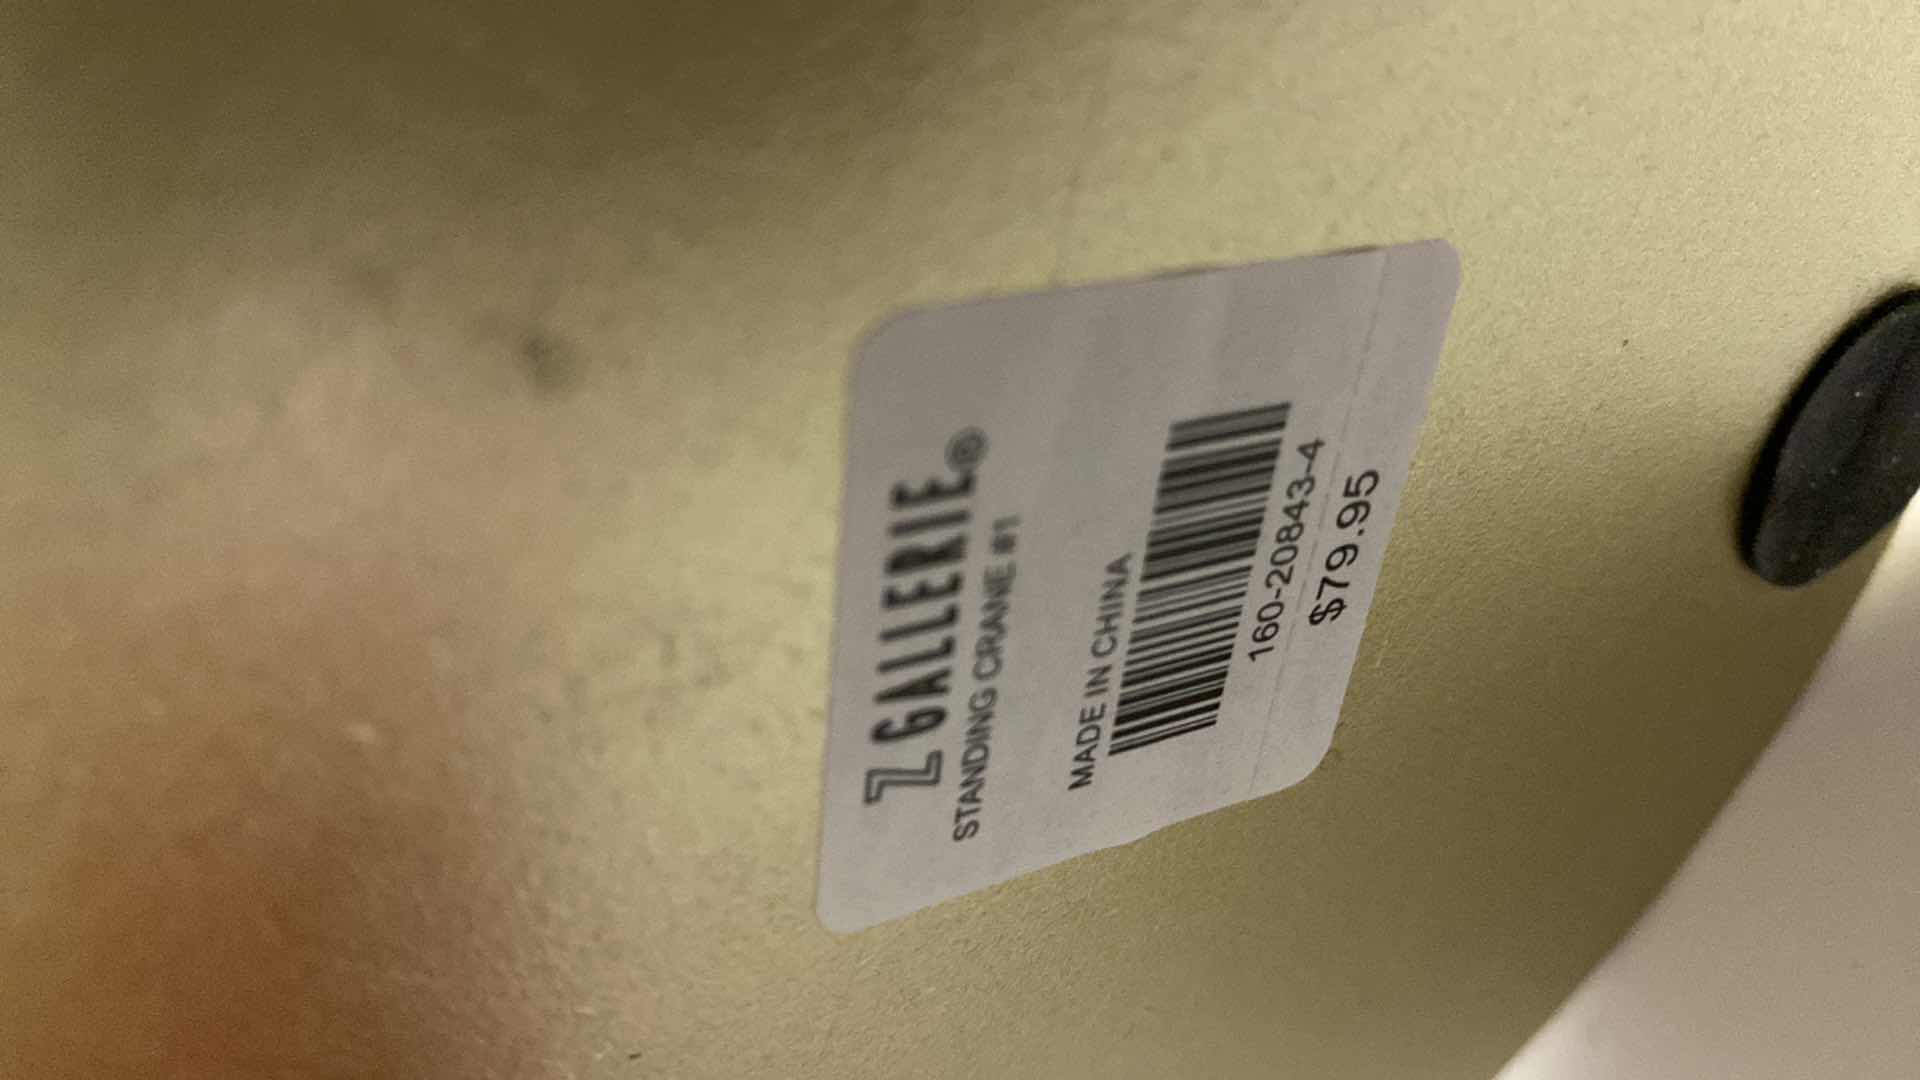 Z GALLERIE®
STANDING CRANE #1
MADE IN CHINA
160-20843-4
$79.95